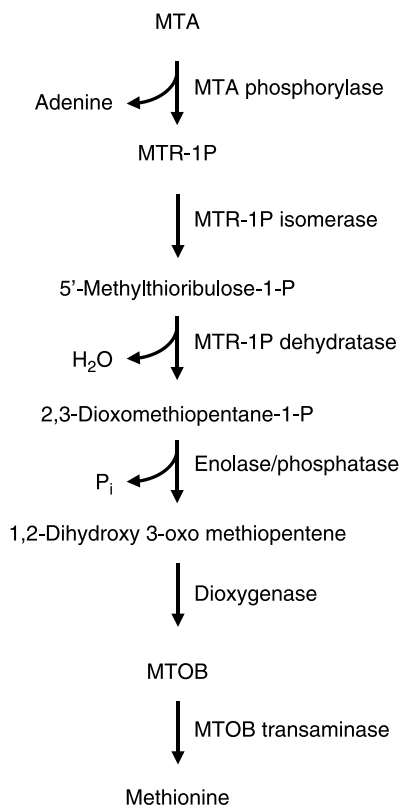 MTA
Adenine
MTA phosphorylase
MTR-1P
MTR-1P isomerase
5’-Methylthioribulose-1-P
H₂O
MTR-1P dehydratase
2,3-Dioxomethiopentane-1-P
Pᵢ
Enolase/phosphatase
1,2-Dihydroxy 3-oxo methiopentene
Dioxygenase
MTOB
MTOB transaminase
Methionine